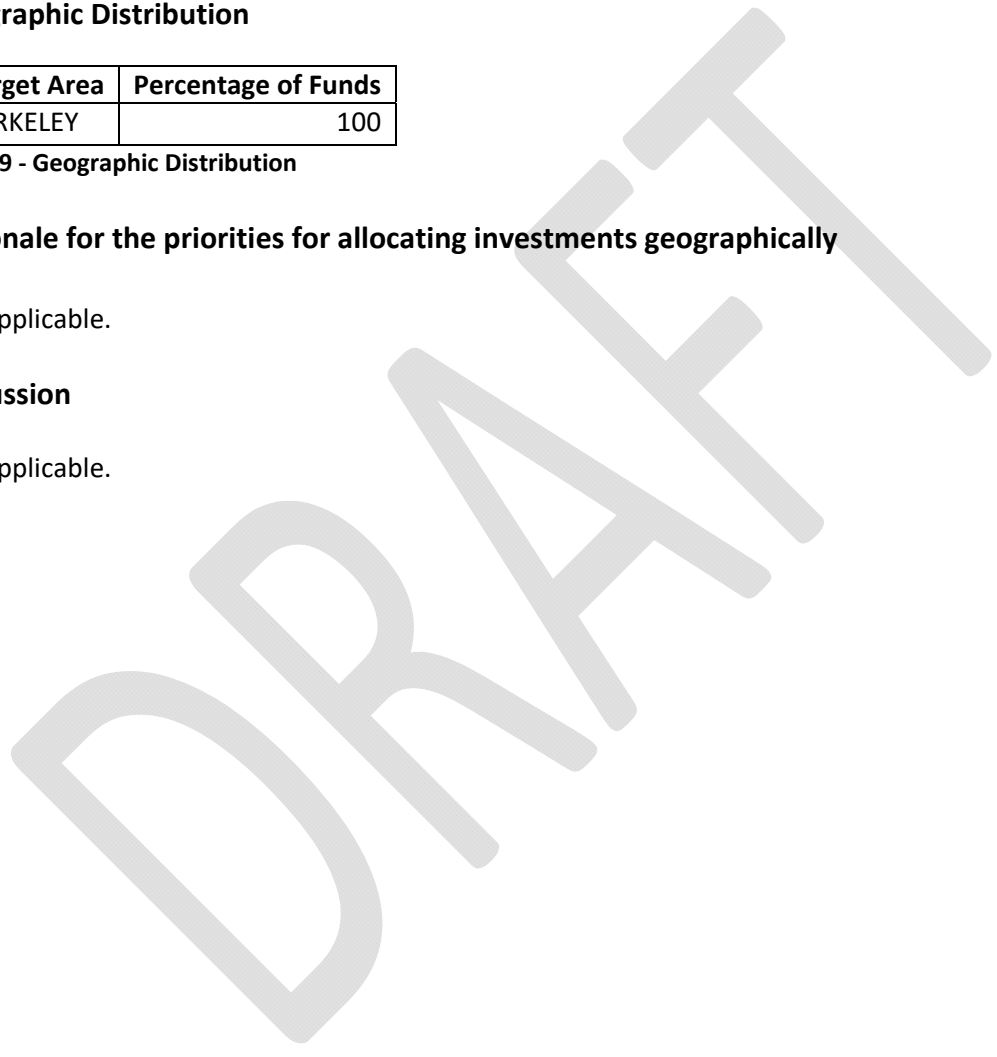 graphic Distribution
rget Area Percentage of Funds
RKELEY 100
9 - Geographic Distribution
onale for the priorities for allocating investments geographically
pplicable.
ussion
pplicable.
DRAFT